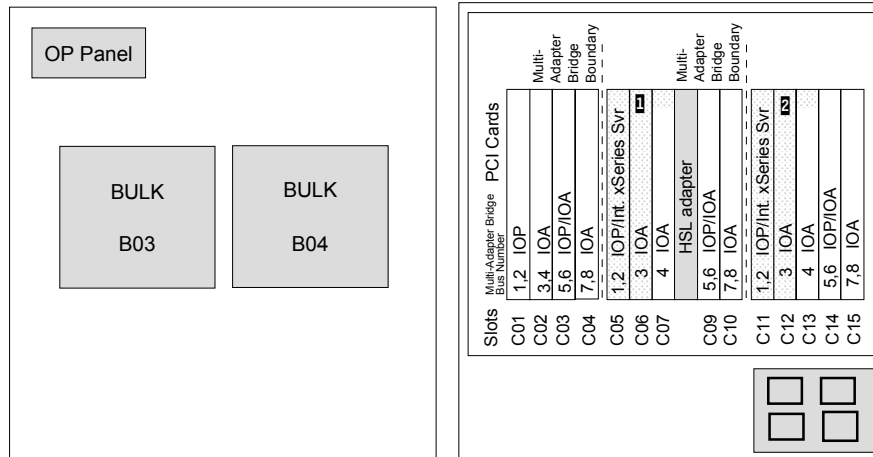 OP Panel
BULK
B03
BULK
B04
Multi-
Adapter
Bridge
Boundary
Multi-
Adapter
Bridge
Boundary
Slots
Multi-Adapter Bridge
Bus Number
PCI Cards
C01 1,2 IOP
C02 3,4 IOA
C03 5,6 IOP/IOA
C04 7,8 IOA
C05 1,2 IOP/Int. xSeries Svr
C06 3 IOA 1
C07 4 IOA
HSL adapter
C09 5,6 IOP/IOA
C10 7,8 IOA
C11 1,2 IOP/Int. xSeries Svr
C12 3 IOA 2
C13 4 IOA
C14 5,6 IOP/IOA
C15 7,8 IOA